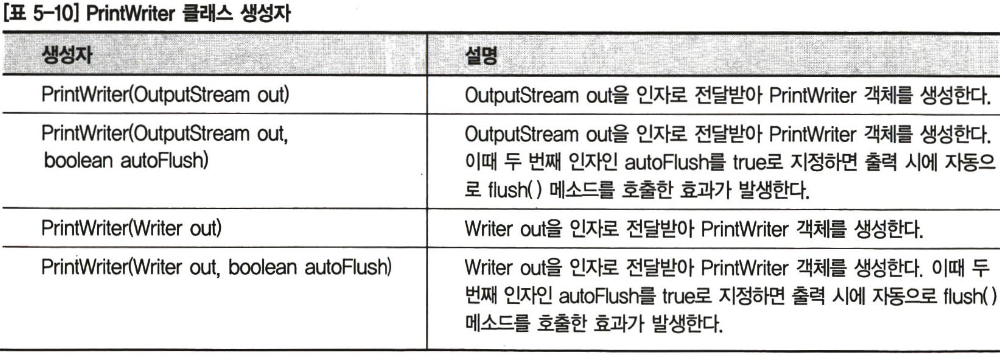 [표 5-10] PrintWriter 클래스 생성자
생성자
설명
PrintWriter(OutputStream out)
OutputStream out을 인자로 전달받아 PrintWriter 객체를 생성한다.
PrintWriter(OutputStream out,
boolean autoFlush)
OutputStream out을 인자로 전달받아 PrintWriter 객체를 생성한다.
이때 두 번째 인자인 autoFlush를 true로 지정하면 출력 시에 자동으
로 flush( ) 메소드를 호출한 효과가 발생한다.
PrintWriter(Writer out)
Writer out을 인자로 전달받아 PrintWriter 객체를 생성한다.
PrintWriter(Writer out, boolean autoFlush)
Writer out을 인자로 전달받아 PrintWriter 객체를 생성한다. 이때 두
번째 인자인 autoFlush를 true로 지정하면 출력 시에 자동으로 flush( )
메소드를 호출한 효과가 발생한다.